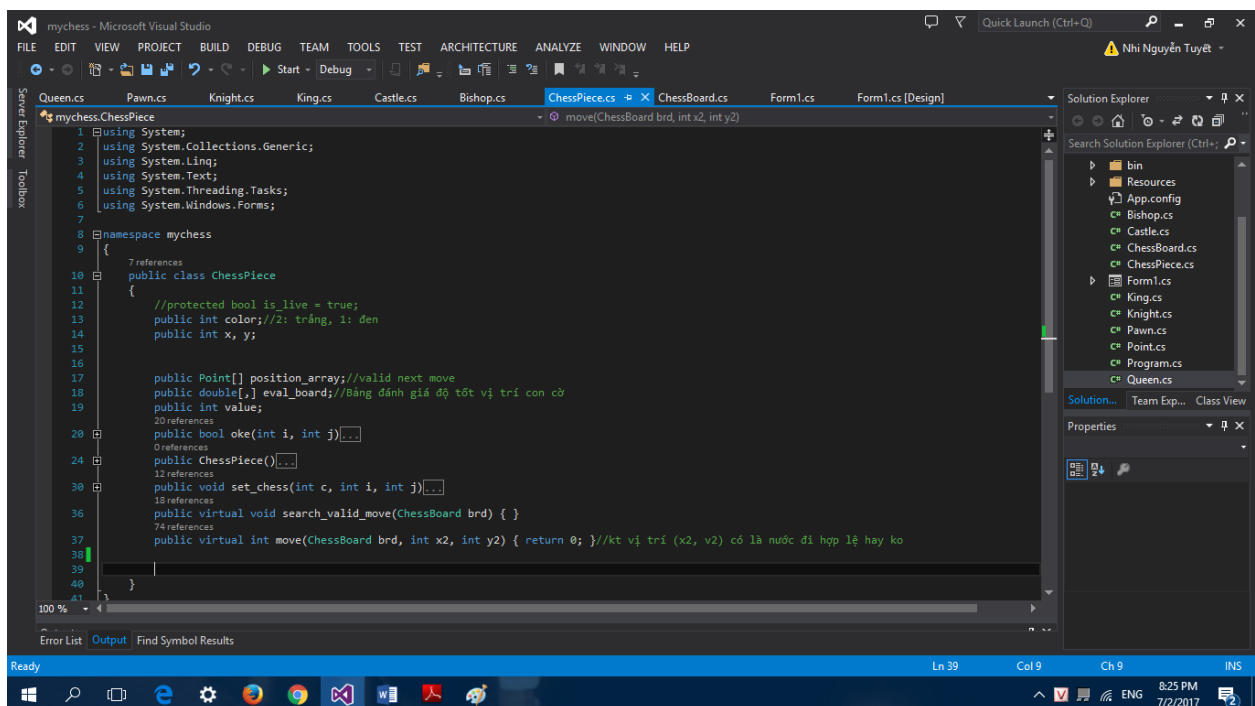 mychess - Microsoft Visual Studio
Quick Launch (Ctrl+Q)
FILE EDIT VIEW PROJECT BUILD DEBUG TEAM TOOLS TEST ARCHITECTURE ANALYZE WINDOW HELP
Nhi Nguyễn Tuyết
Start Debug
Server Explorer
Toolbox
Queen.cs Pawn.cs Knight.cs King.cs Castle.cs Bishop.cs ChessPiece.cs ChessBoard.cs Form1.cs Form1.cs [Design]
mychess.ChessPiece
move(ChessBoard brd, int x2, int y2)
1 using System;
2 using System.Collections.Generic;
3 using System.Linq;
4 using System.Text;
5 using System.Threading.Tasks;
6 using System.Windows.Forms;
7
8 namespace mychess
9 {
7 references
10 public class ChessPiece
11 {
12 //protected bool is_live = true;
13 public int color;//2: trắng, 1: đen
14 public int x, y;
15
16
17 public Point[] position_array;//valid next move
18 public double[,] eval_board;//Bảng đánh giá độ tốt vị trí con cờ
19 public int value;
20 references
20 public bool oke(int i, int j)...
0 references
24 public ChessPiece()...
12 references
30 public void set_chess(int c, int i, int j)...
18 references
36 public virtual void search_valid_move(ChessBoard brd) { }
74 references
37 public virtual int move(ChessBoard brd, int x2, int y2) { return 0; }//kt vị trí (x2, v2) có là nước đi hợp lệ hay ko
38
39
40 }
41 }
100 %
Error List Output Find Symbol Results
Solution Explorer
Search Solution Explorer (Ctrl+;
bin
Resources
App.config
C# Bishop.cs
C# Castle.cs
C# ChessBoard.cs
C# ChessPiece.cs
Form1.cs
C# King.cs
C# Knight.cs
C# Pawn.cs
C# Point.cs
C# Program.cs
C# Queen.cs
Solution... Team Exp... Class View
Properties
Ready
Ln 39 Col 9 Ch 9 INS
ENG
8:25 PM
7/2/2017